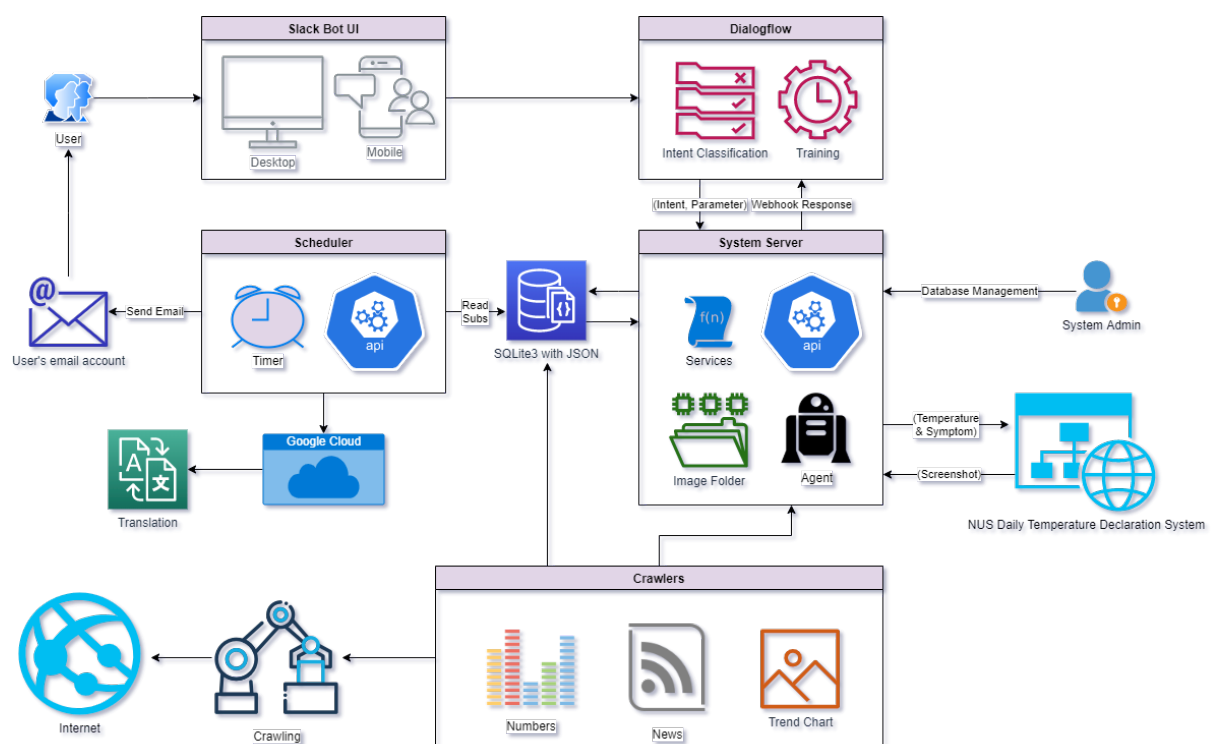 Slack Bot UI
Dialogflow
User
Desktop
Mobile
Intent Classification
Training
(Intent, Parameter)
Webhook Response
Scheduler
System Server
@
Send Email
User's email account
Timer
api
Read
Subs
{}
SQLite3 with JSON
f(n)
Services
api
Database Management
System Admin
Google Cloud
A
文
Translation
Image Folder
Agent
(Temperature
& Symptom)
(Screenshot)
NUS Daily Temperature Declaration System
Crawlers
Internet
Crawling
Numbers
News
Trend Chart